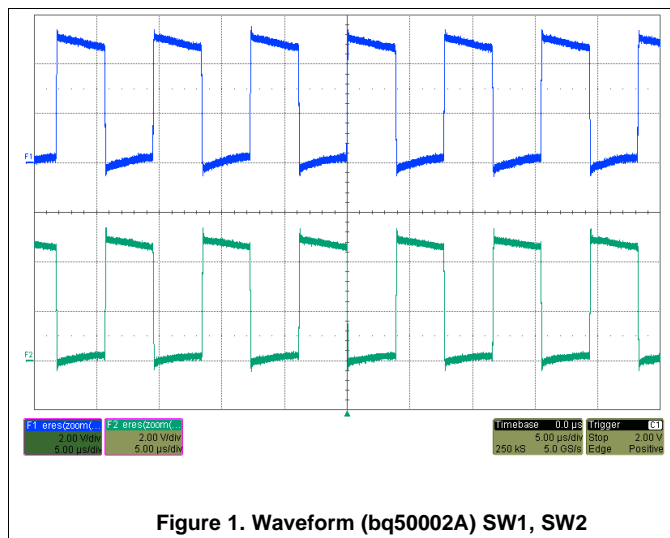 F1
F2
F1 eres(zoom(... F2 eres(zoom(...
2.00 V/div 2.00 V/div
5.00 µs/div 5.00 µs/div
Timebase 0.0 µs Trigger C1
5.00 µs/div Stop 2.00 V
250 kS 5.0 GS/s Edge Positive
Figure 1. Waveform (bq50002A) SW1, SW2